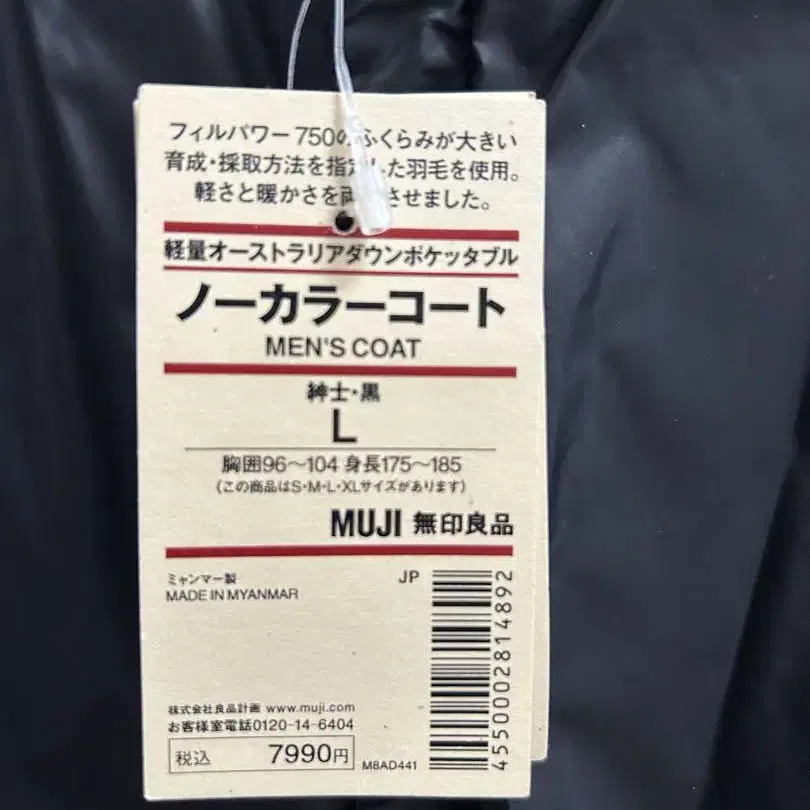 フィルパワー750のふくらみが大きい
育成・採取方法を指定した羽毛を使用。
軽さと暖かさを両させました。
軽量オーストラリアダウンポケッタブル
ノーカラーコート
MEN'S COAT
紳士・黒
L
胸囲96〜104 身長175〜185
(この商品はS・M・L・XLサイズがあります)
MUJI 無印良品
ミャンマー製
MADE IN MYANMAR
JP
4550002814892
株式会社良品計画 www.muji.com
お客様室電話0120-14-6404
税込 7990円
M8AD441